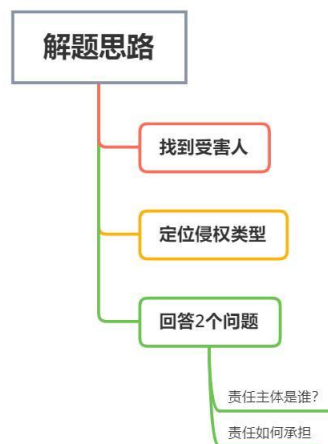 解题思路
找到受害人
定位侵权类型
回答2个问题
责任主体是谁？
责任如何承担